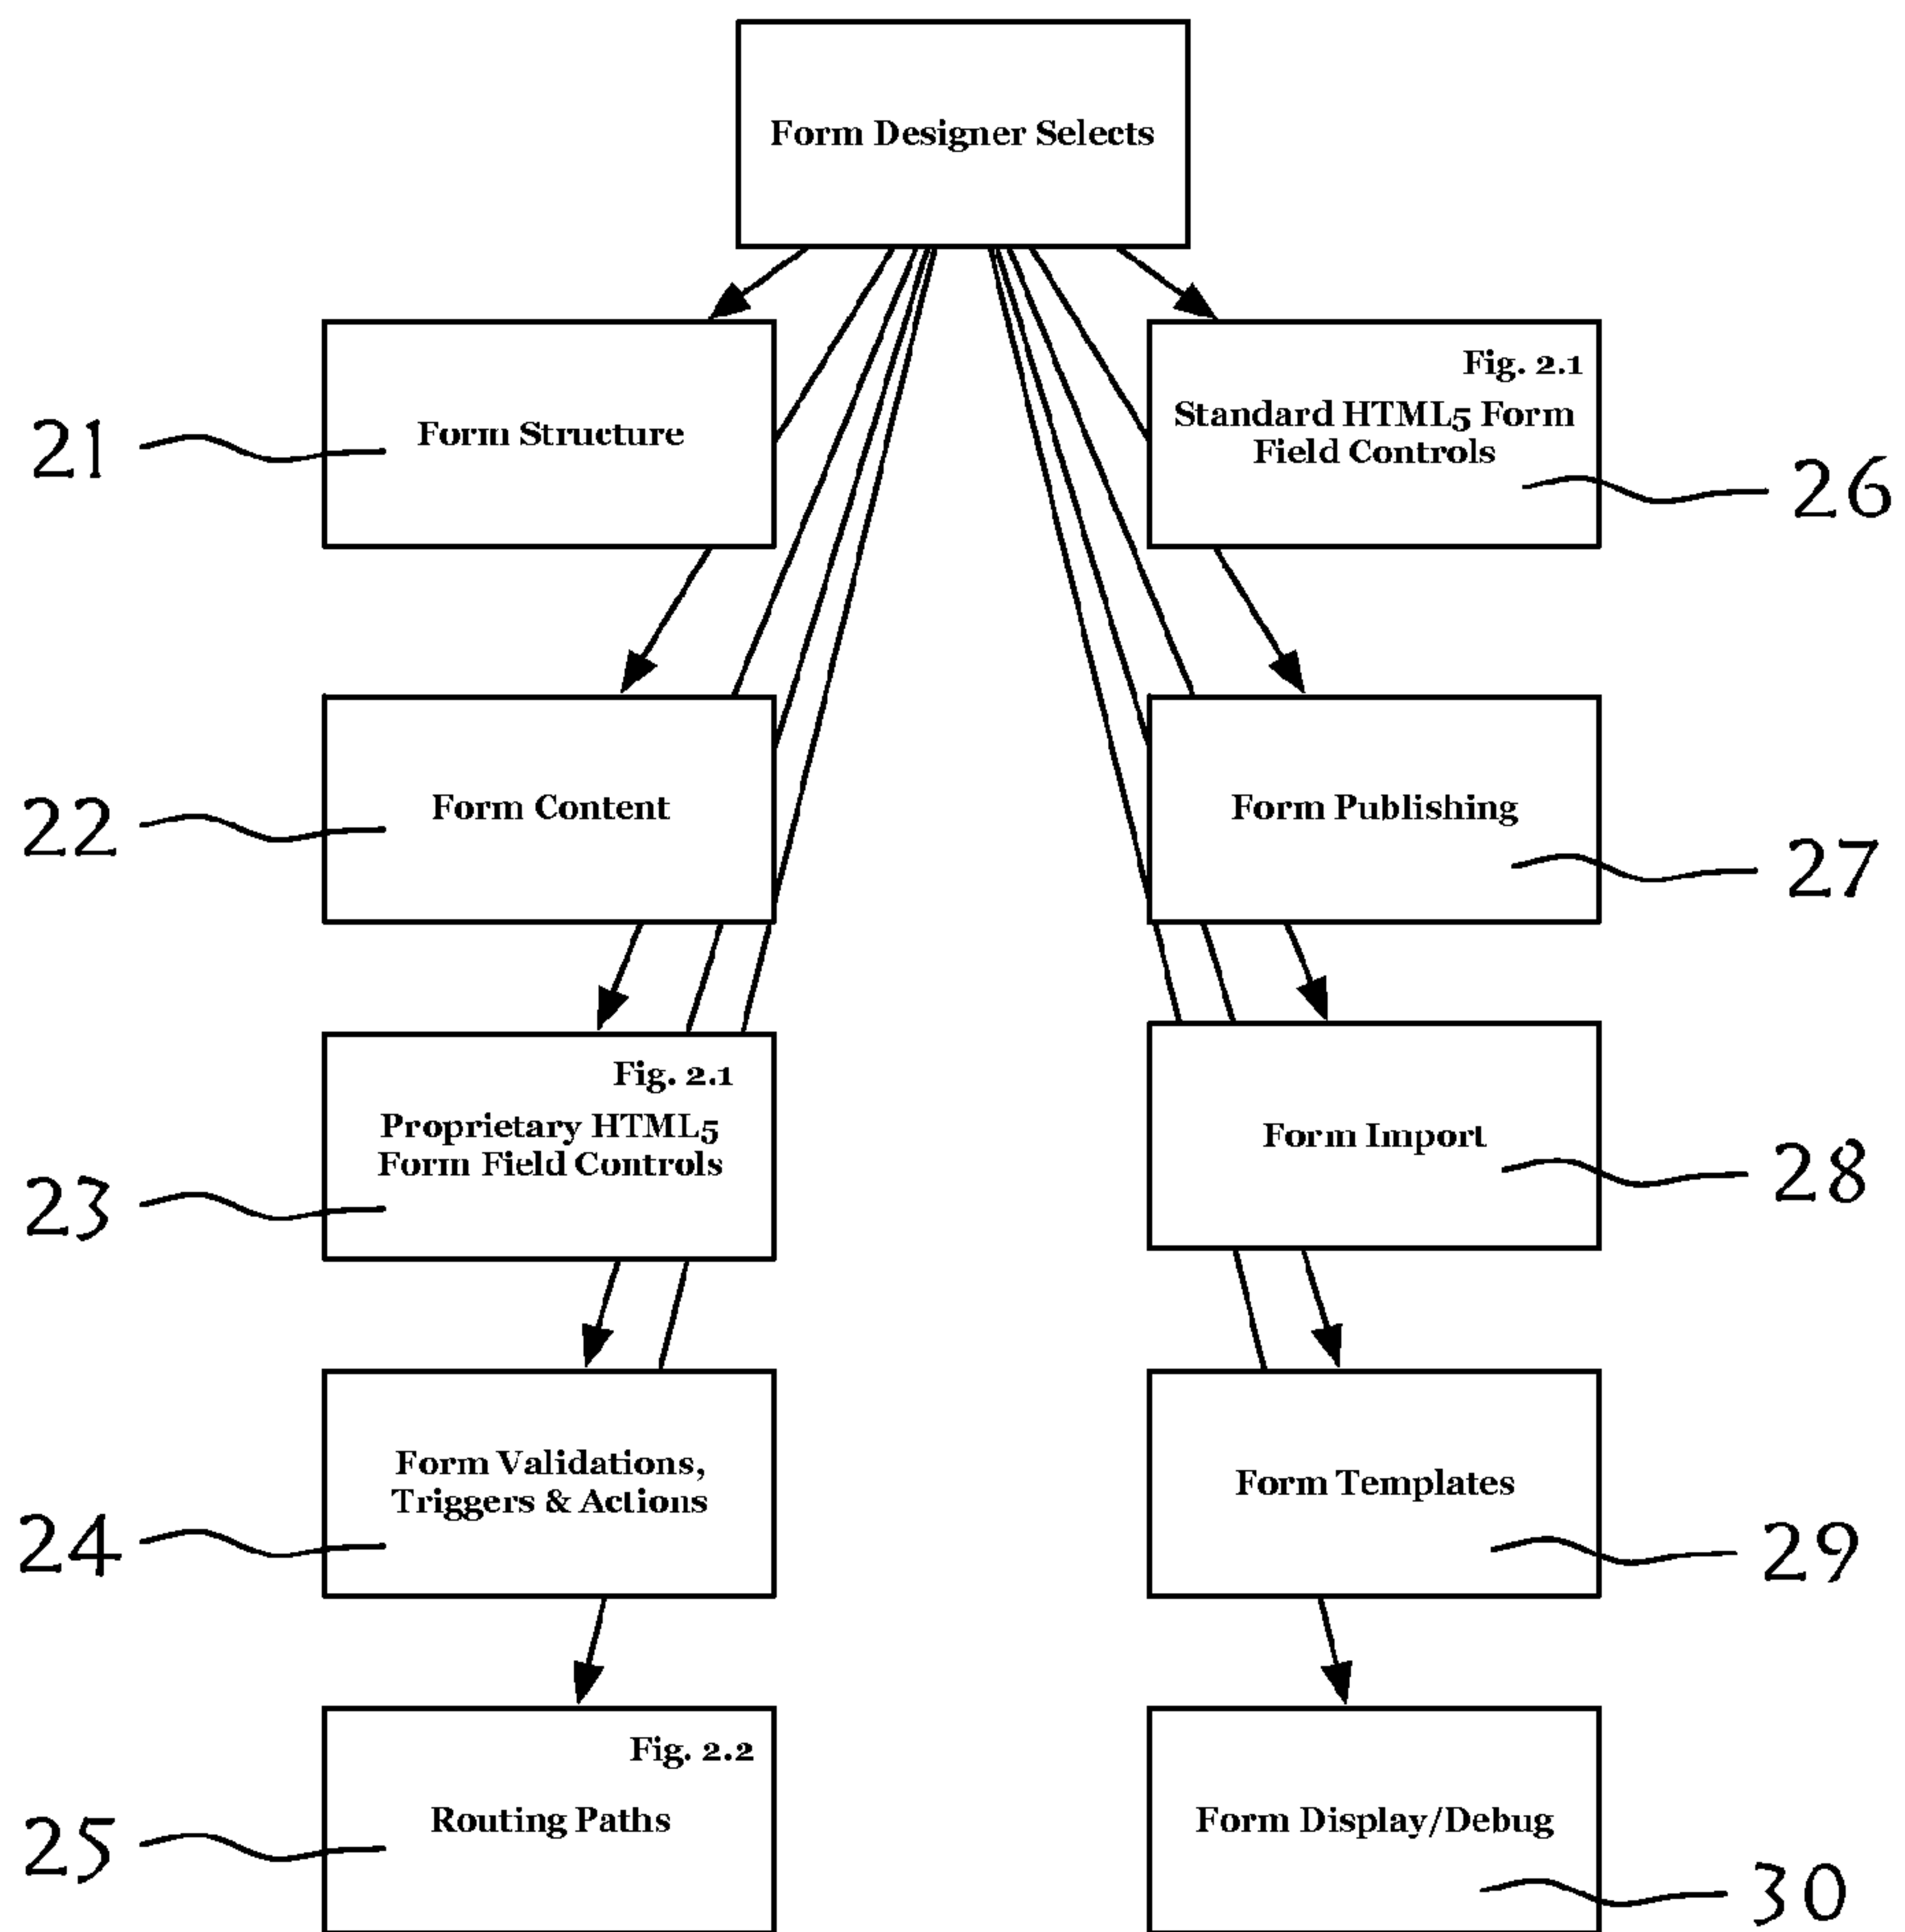 Form Designer Selects
21
Form Structure
Fig. 2.1
Standard HTML5 Form
Field Controls
26
22
Form Content
Form Publishing
27
23
Fig. 2.1
Proprietary HTML5
Form Field Controls
Form Import
28
24
Form Validations,
Triggers & Actions
Form Templates
29
25
Fig. 2.2
Routing Paths
Form Display/Debug
30